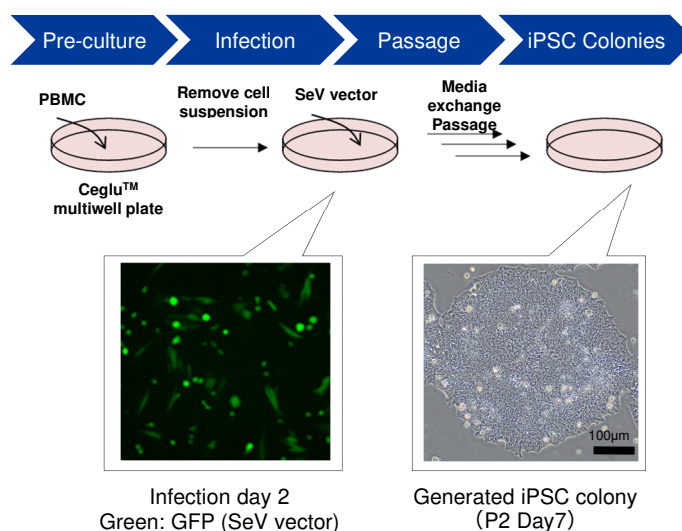 Pre-culture
Infection
Passage
iPSC Colonies
PBMC
Remove cell
suspension
SeV vector
Media
exchange
Passage
Ceglu™
multiwell plate
100μm
Infection day 2
Green: GFP (SeV vector)
Generated iPSC colony
(P2 Day7)